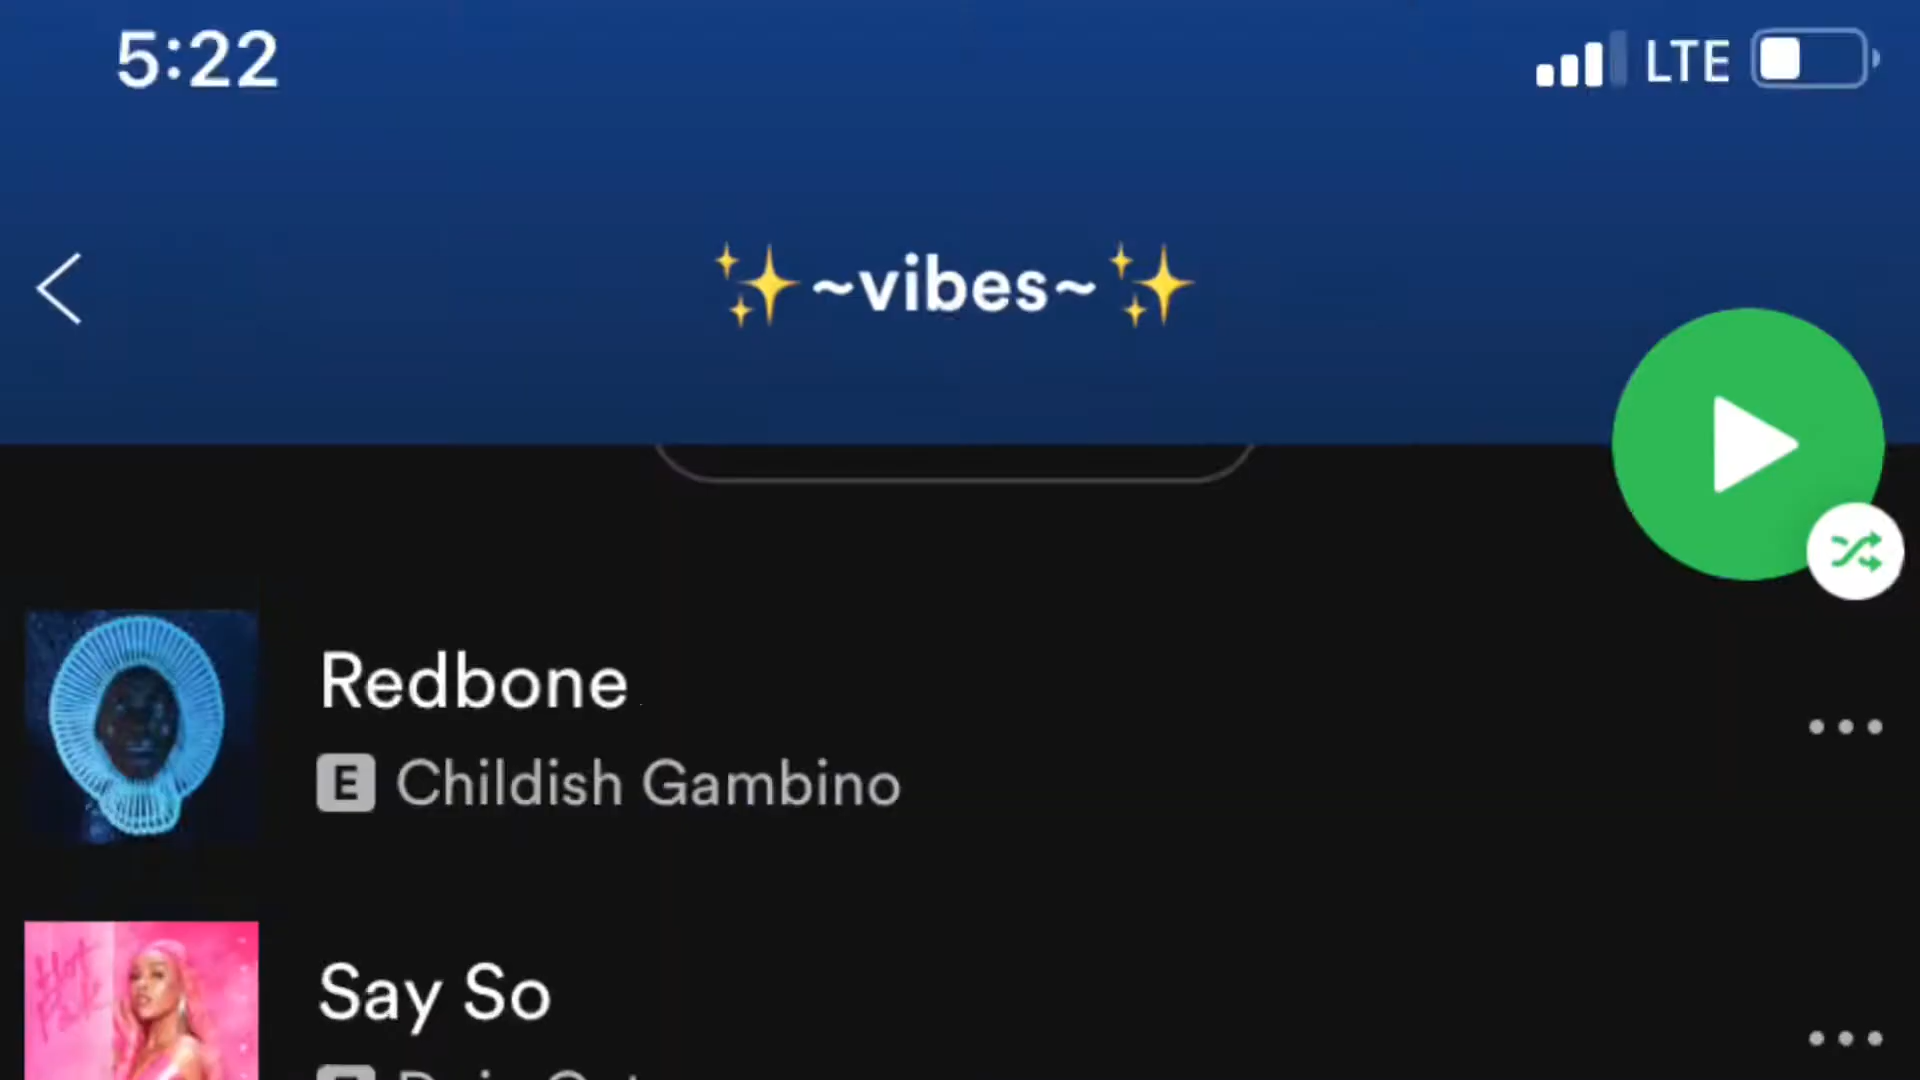 5:22 LTE
✨~vibes~✨
Redbone
E Childish Gambino
Say So